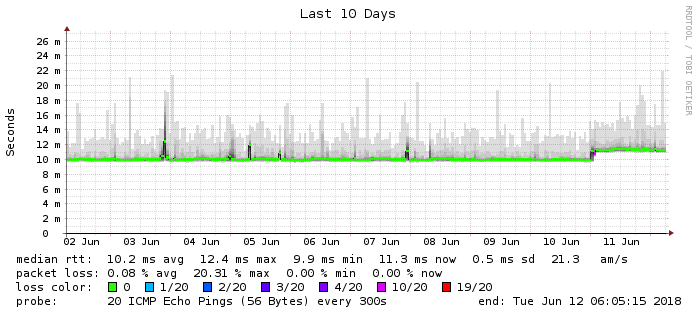 Last 10 Days
RRDTOOL / TOBI OETIKER
Seconds
26 m
24 m
22 m
20 m
18 m
16 m
14 m
12 m
10 m
8 m
6 m
4 m
2 m
0
02 Jun 03 Jun 04 Jun 05 Jun 06 Jun 07 Jun 08 Jun 09 Jun 10 Jun 11 Jun
median rtt: 10.2 ms avg 12.4 ms max 9.9 ms min 11.3 ms now 0.5 ms sd 21.3 am/s
packet loss: 0.08 % avg 20.31 % max 0.00 % min 0.00 % now
loss color: 0 1/20 2/20 3/20 4/20 10/20 19/20
probe: 20 ICMP Echo Pings (56 Bytes) every 300s end: Tue Jun 12 06:05:15 2018